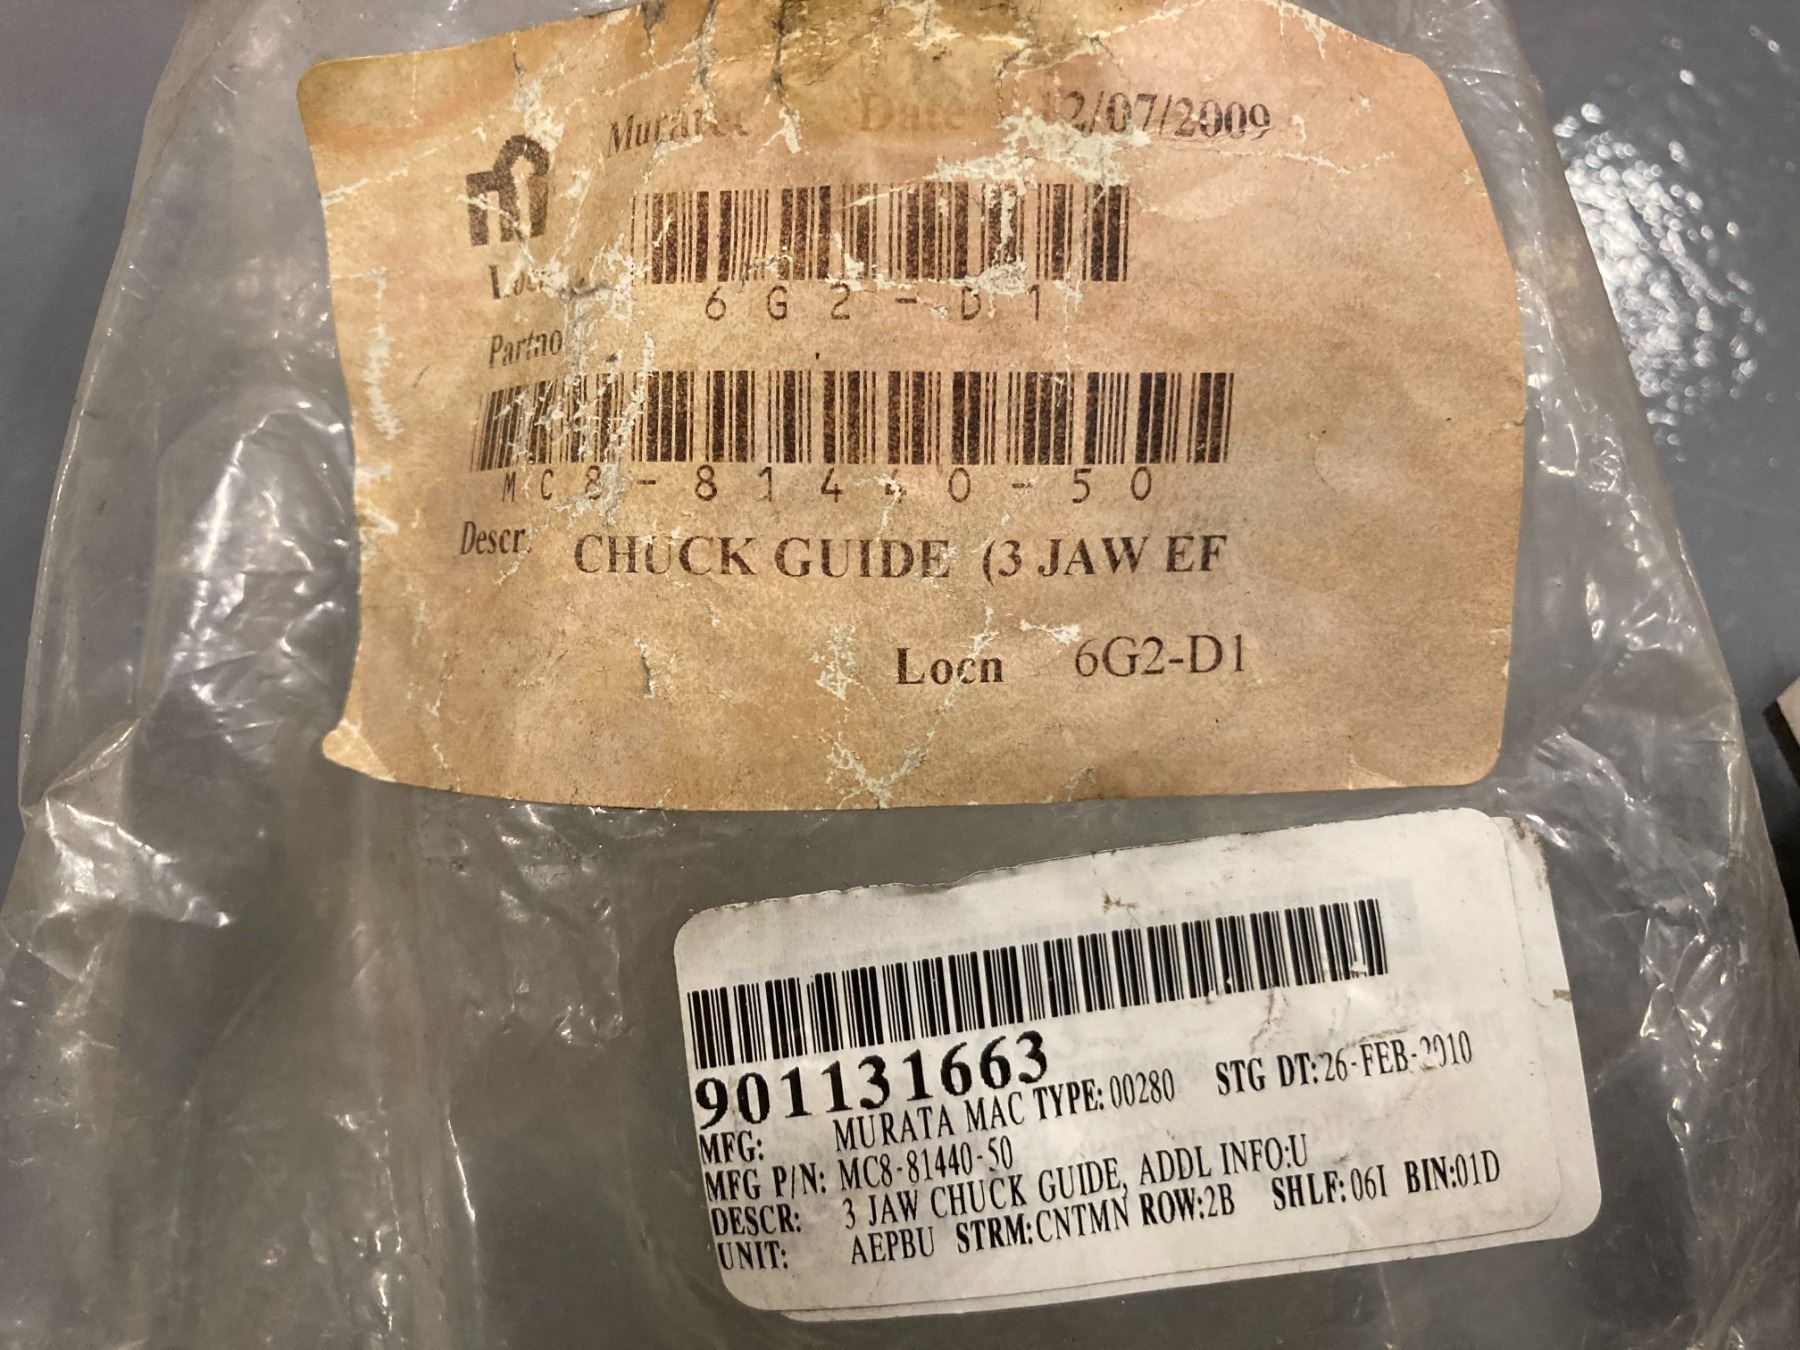 Muratec Date 12/07/2009
6G2-D1
Partno
MC8-81440-50
Descr. CHUCK GUIDE (3 JAW EF
Locn 6G2-D1
901131663
MFG: MURATA MAC TYPE: 00280 STG DT: 26-FEB-2010
MFG P/N: MC8-81440-50
DESCR: 3 JAW CHUCK GUIDE, ADDL INFO:U
UNIT: AEPBU STRM: CNTMN ROW:2B SHLF: 06I BIN:01D